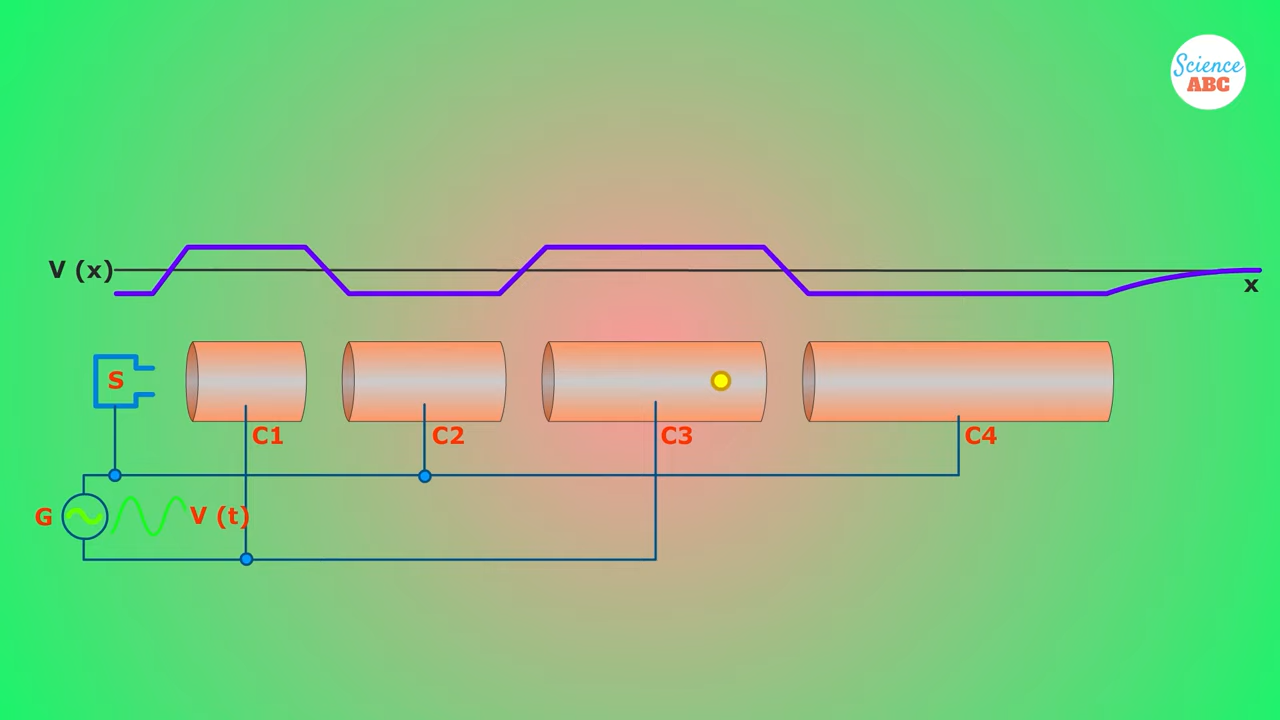 Science
ABC
V (x)
x
S
C1
C2
C3
C4
G
V (t)